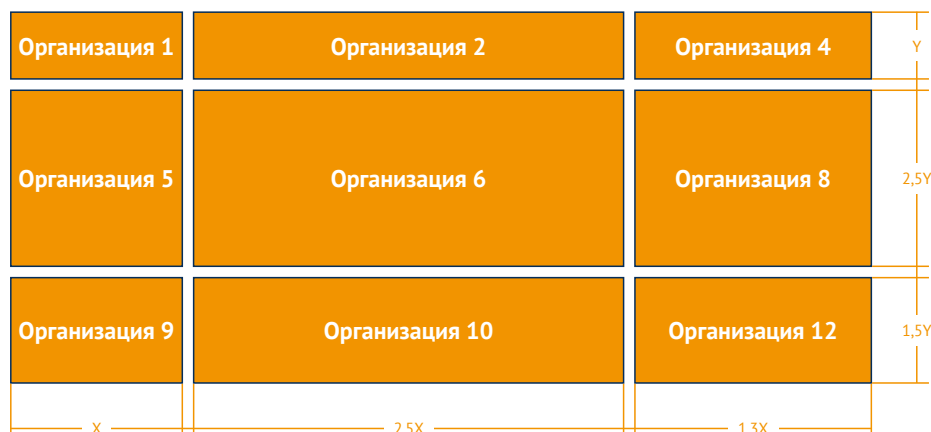 Организация 1
Организация 2
Организация 4
Y
Организация 5
Организация 6
Организация 8
2,5Y
Организация 9
Организация 10
Организация 12
1,5Y
X
2,5X
1,3X